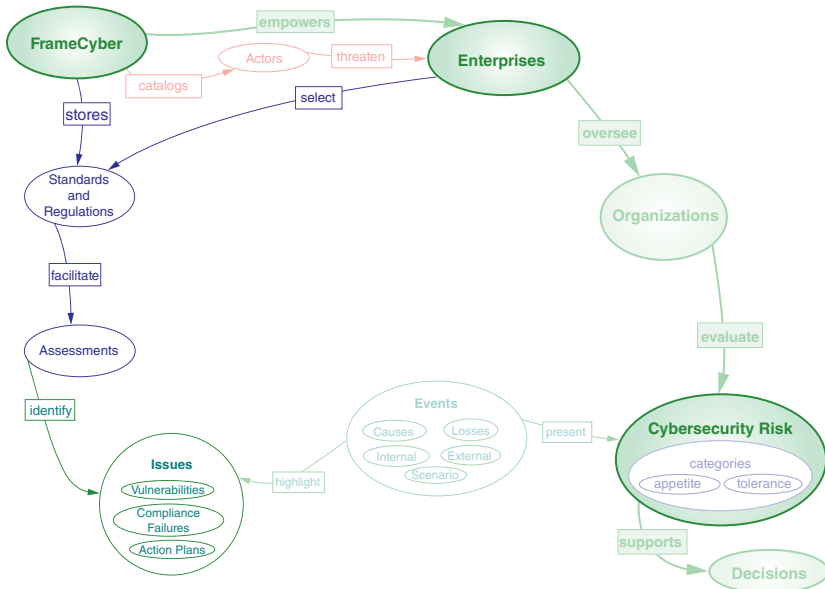 empowers
FrameCyber
Actors
threaten
Enterprises
catalogs
select
stores
oversee
Standards
and
Regulations
Organizations
facilitate
evaluate
Assessments
identify
Events
Causes
Losses
Internal
External
Scenario
present
highlight
Cybersecurity Risk
categories
appetite
tolerance
Issues
Vulnerabilities
Compliance
Failures
Action Plans
supports
Decisions